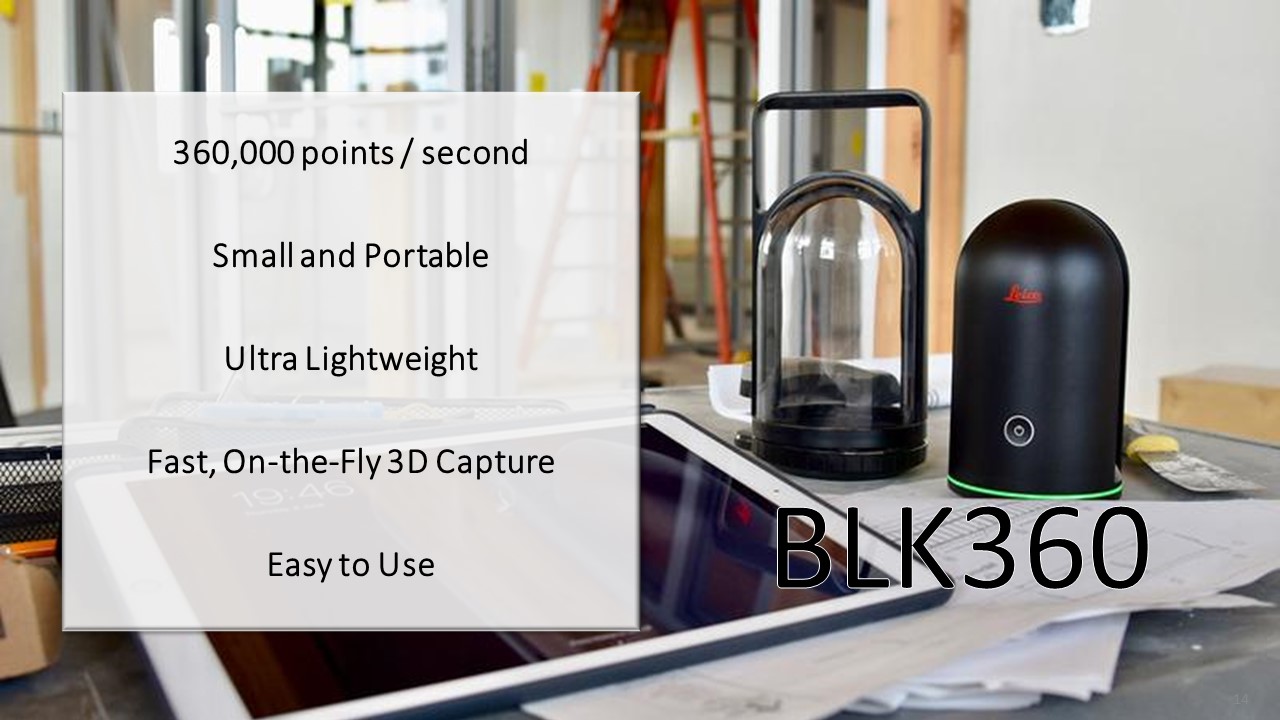 360,000 points / second
Small and Portable
Ultra Lightweight
Fast, On-the-Fly 3D Capture
19:46
Easy to Use
Leica
BLK360
14